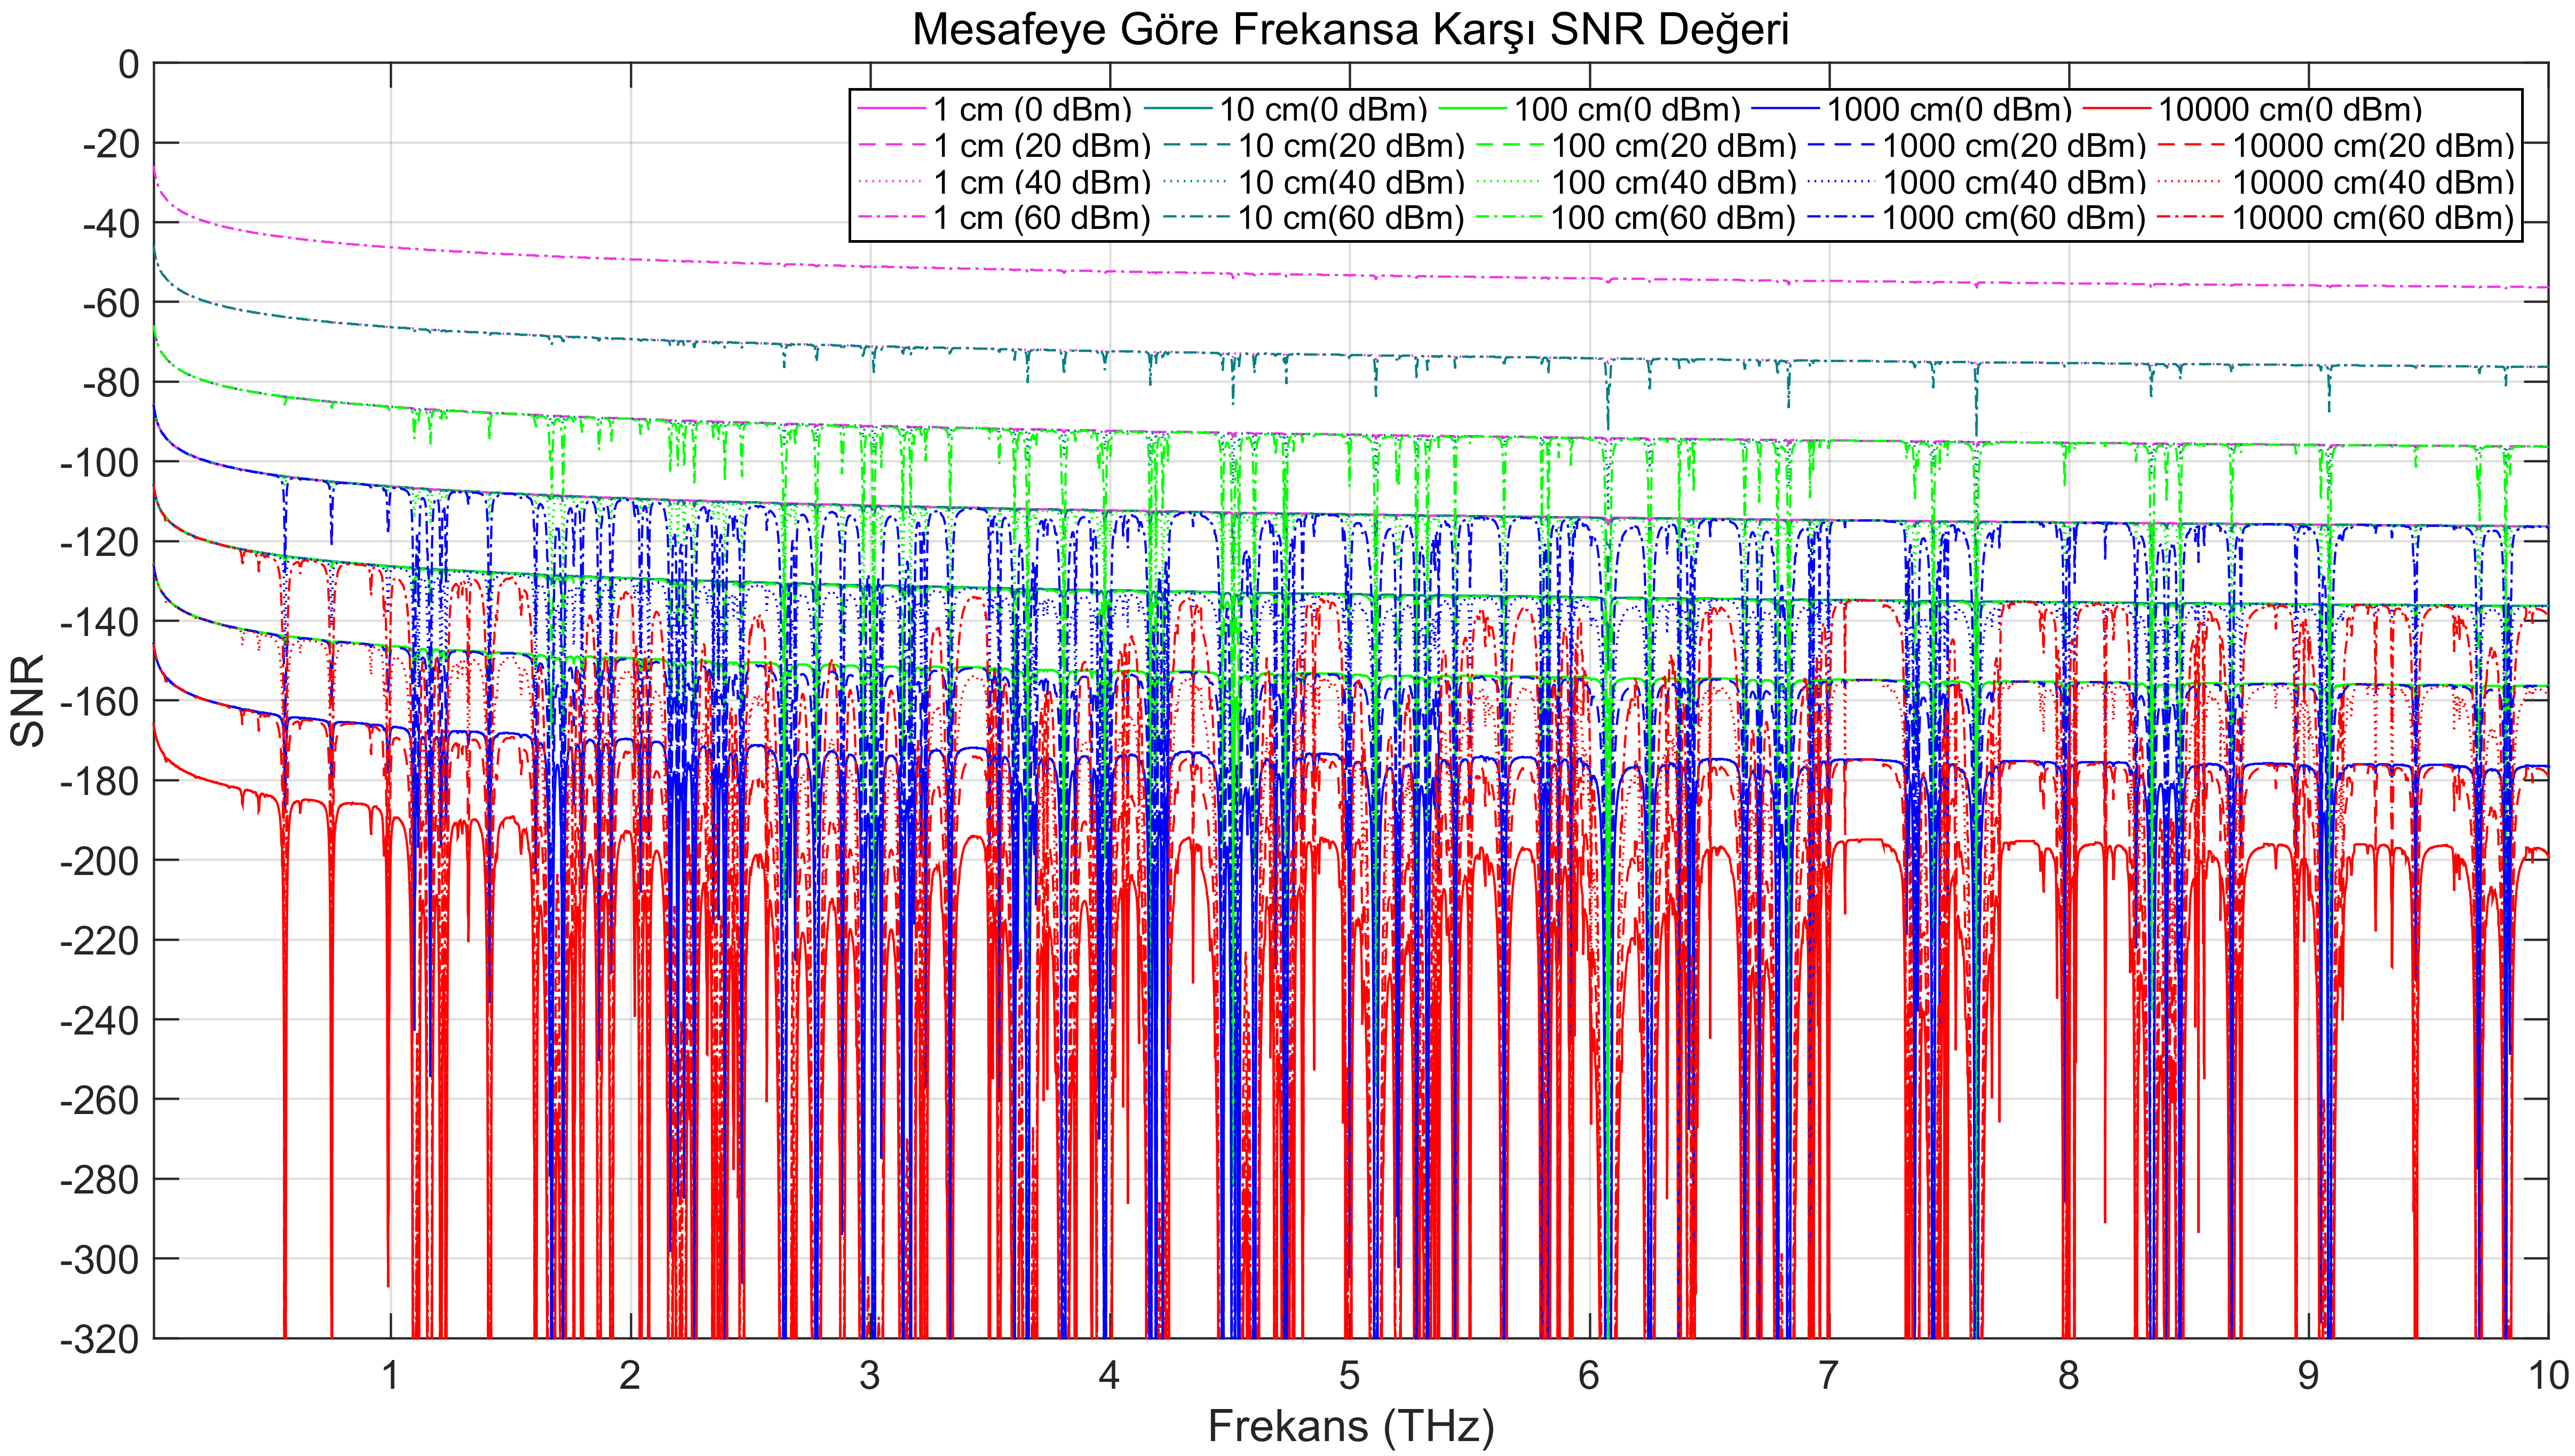 Mesafeye Göre Frekansa Karşı SNR Değeri
0
-20
-40
-60
-80
-100
-120
-140
-160
-180
-200
-220
-240
-260
-280
-300
-320
SNR
1 cm (0 dBm) 10 cm(0 dBm) 100 cm(0 dBm) 1000 cm(0 dBm) 10000 cm(0 dBm)
1 cm (20 dBm) 10 cm(20 dBm) 100 cm(20 dBm) 1000 cm(20 dBm) 10000 cm(20 dBm)
1 cm (40 dBm) 10 cm(40 dBm) 100 cm(40 dBm) 1000 cm(40 dBm) 10000 cm(40 dBm)
1 cm (60 dBm) 10 cm(60 dBm) 100 cm(60 dBm) 1000 cm(60 dBm) 10000 cm(60 dBm)
1 2 3 4 5 6 7 8 9 10
Frekans (THz)